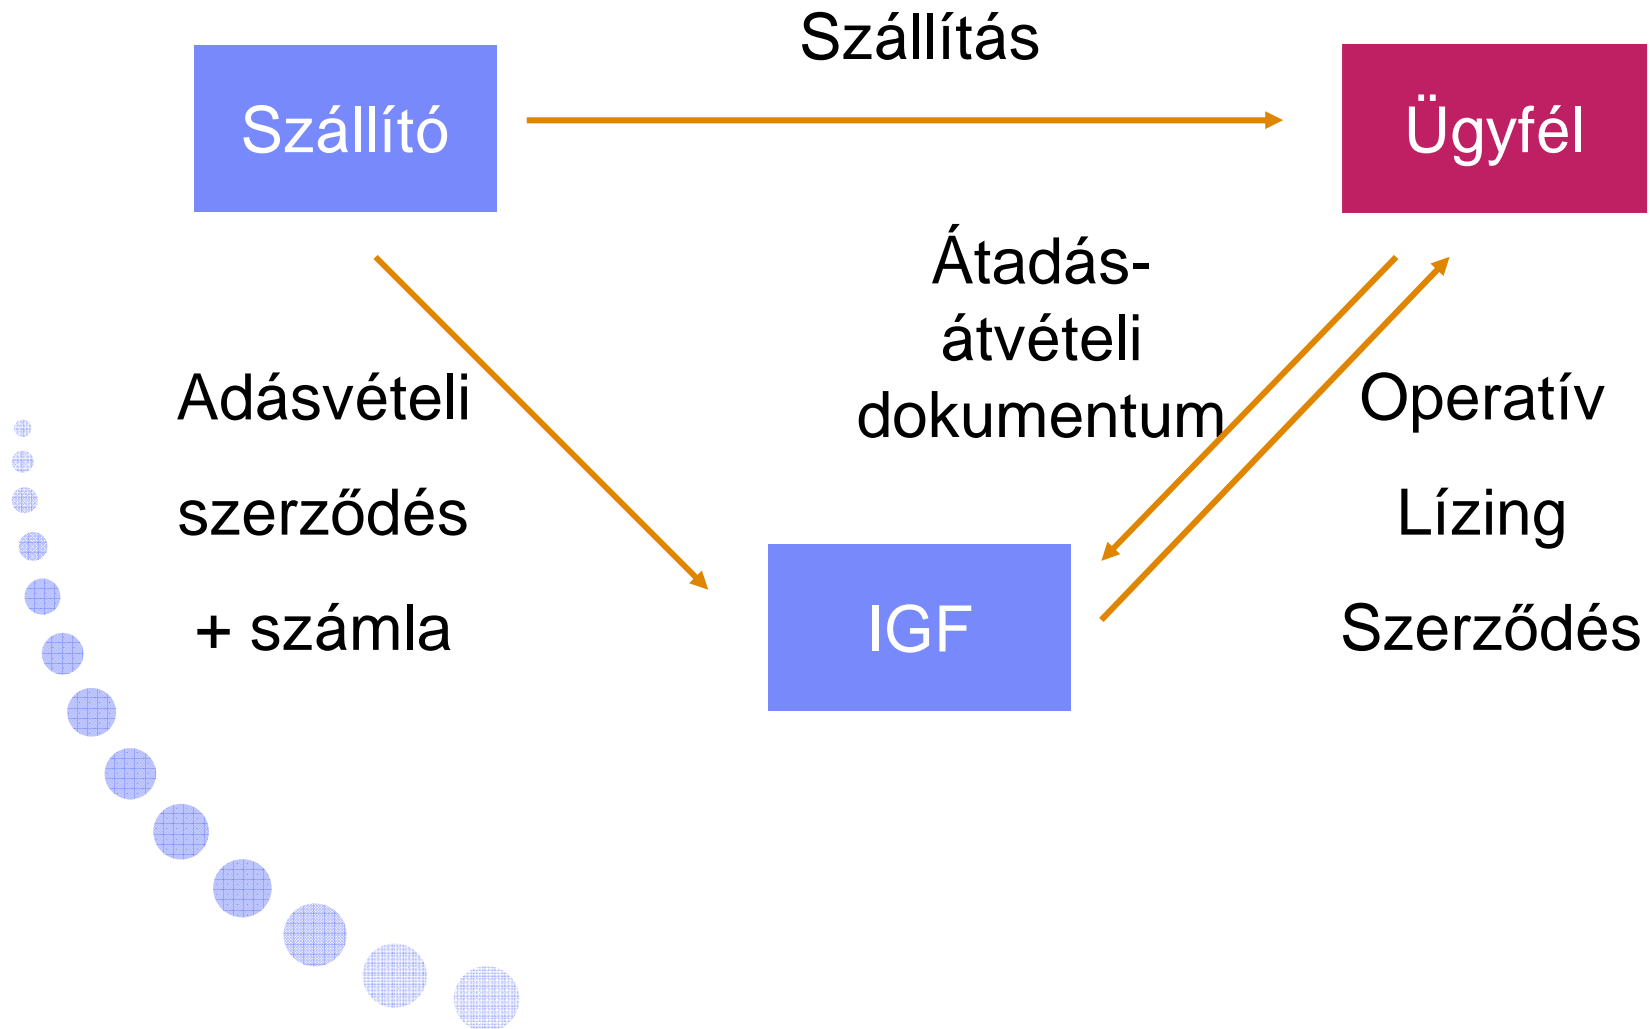 Szállítás
Szállító
Ügyfél
Átadás-
átvételi
dokumentum
Adásvételi
szerződés
+ számla
Operatív
Lízing
Szerződés
IGF